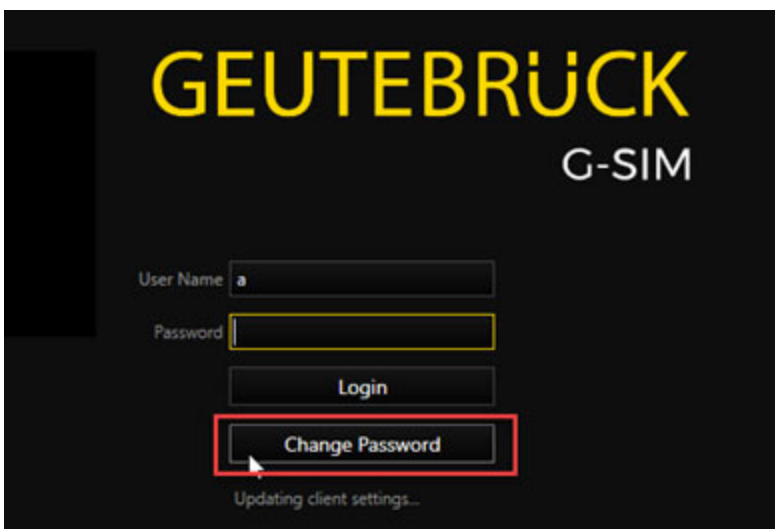 GEUTEBRÜCK
G-SIM
User Name a
Password
Login
Change Password
Updating client settings...